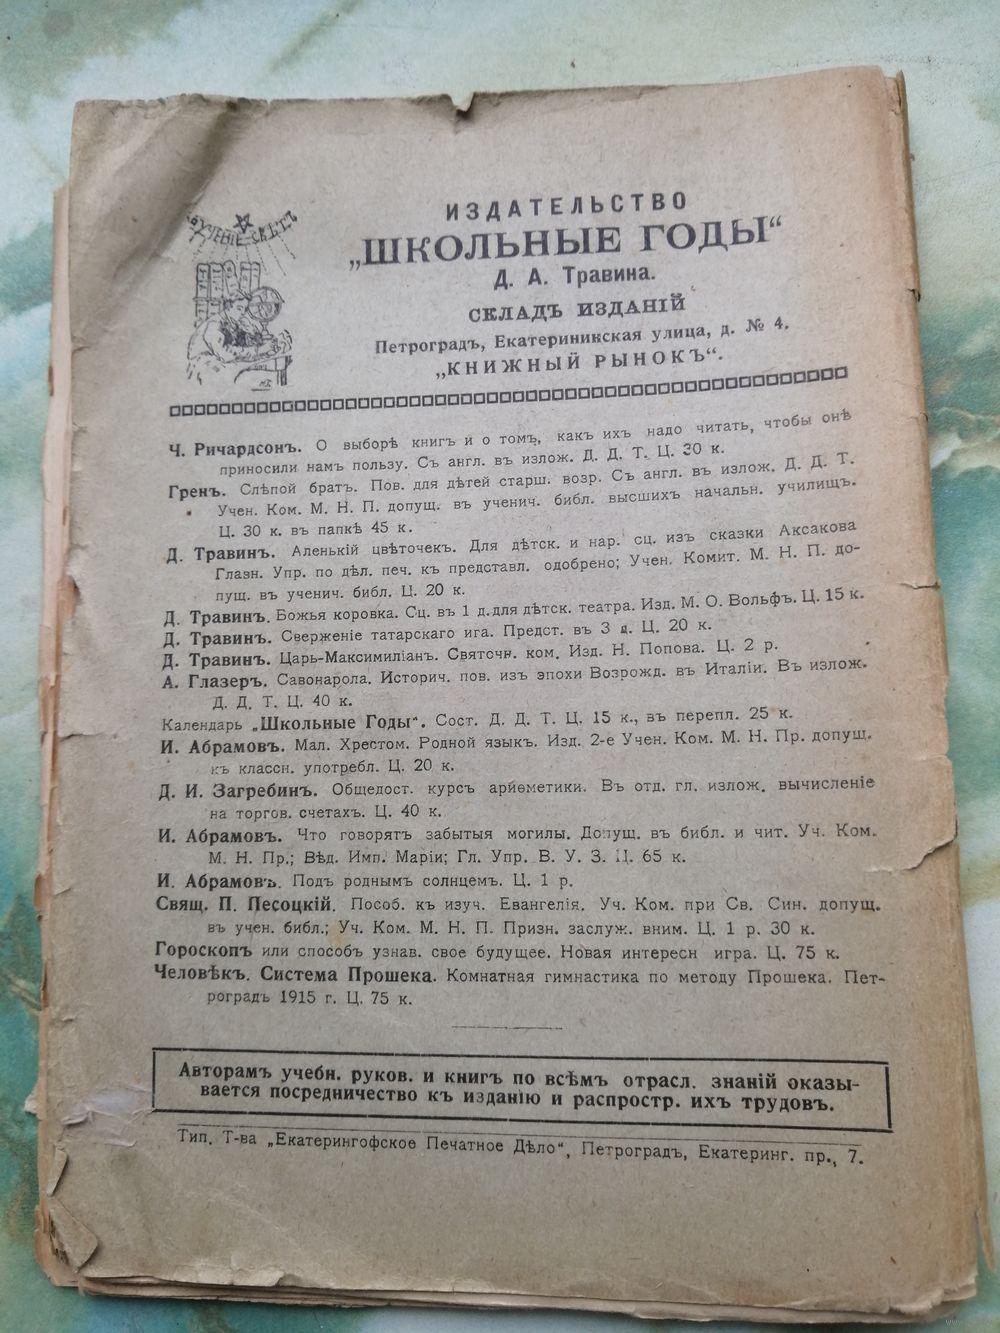 УЧЕНІЕ-СВѢТЪ
ИЗДАТЕЛЬСТВО
„ШКОЛЬНЫЕ ГОДЫ“
Д. А. Травина.
СКЛАДЪ ИЗДАНІЙ
Петроградъ, Екатерининская улица, д. № 4.
„КНИЖНЫЙ РЫНОКЪ“.
Ч. Ричардсонъ. О выборѣ книгъ и о томъ, какъ ихъ надо читать, чтобы онѣ
приносили намъ пользу. Съ англ. въ излож. Д. Д. Т. Ц. 30 к.
Гренъ. Слѣпой братъ. Пов. для дѣтей старш. возр. Съ англ. въ излож. Д. Д. Т.
Учен. Ком. М. Н. П. допущ. въ ученич. библ. высшихъ начальн. училищъ.
Ц. 30 к. въ папкѣ 45 к.
Д. Травинъ. Аленькій цвѣточекъ. Для дѣтск. и нар. сц. изъ сказки Аксакова
Главн. Упр. по дѣл. печ. къ представл. одобрено; Учен. Комит. М. Н. П. до-
пущ. въ ученич. библ. Ц. 20 к.
Д. Травинъ. Божья коровка. Сц. въ 1 д. для дѣтск. театра. Изд. М. О. Вольфъ. Ц. 15 к.
Д. Травинъ. Сверженіе татарскаго ига. Предст. въ 3 д. Ц. 20 к.
Д. Травинъ. Царь-Максимиліанъ. Святочн. ком. Изд. Н. Попова. Ц. 2 р.
А. Глазеръ. Савонарола. Историч. пов. изъ эпохи Возрожд. въ Италіи. Въ излож.
Д. Д. Т. Ц. 40 к.
Календарь „Школьные Годы“. Сост. Д. Д. Т. Ц. 15 к., въ перепл. 25 к.
И. Абрамовъ. Мал. Хрестом. Родной языкъ. Изд. 2-е Учен. Ком. М. Н. Пр. допущ.
къ классн. употребл. Ц. 20 к.
Д. И. Загребинъ. Общедост. курсъ ариѳметики. Въ отд. гл. излож. вычисленіе
на торгов. счетахъ. Ц. 40 к.
И. Абрамовъ. Что говорятъ забытыя могилы. Допущ. въ библ. и чит. Уч. Ком.
М. Н. Пр.; Вѣд. Имп. Маріи; Гл. Упр. В. У. З. Ц. 65 к.
И. Абрамовъ. Подъ роднымъ солнцемъ. Ц. 1 р.
Свящ. П. Песоцкій. Пособ. къ изуч. Евангелія. Уч. Ком. при Св. Син. допущ.
въ учен. библ.; Уч. Ком. М. Н. П. Призн. заслуж. вним. Ц. 1 р. 30 к.
Гороскопъ или способъ узнав. свое будущее. Новая интересн игра. Ц. 75 к.
Человѣкъ. Система Прошека. Комнатная гимнастика по методу Прошека. Пет-
роградъ 1915 г. Ц. 75 к.
Авторамъ учебн. руков. и книгъ по всѣмъ отрасл. знаній оказы-
вается посредничество къ изданію и распростр. ихъ трудовъ.
Тип. Т-ва „Екатерингофское Печатное Дѣло“, Петроградъ, Екатеринг. пр., 7.